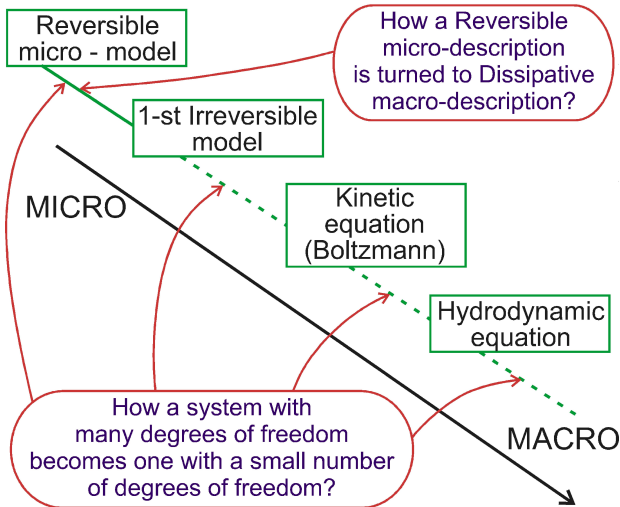 Reversible
micro - model
How a Reversible
micro-description
is turned to Dissipative
macro-description?
1-st Irreversible
model
MICRO
Kinetic
equation
(Boltzmann)
Hydrodynamic
equation
How a system with
many degrees of freedom
becomes one with a small number
of degrees of freedom?
MACRO